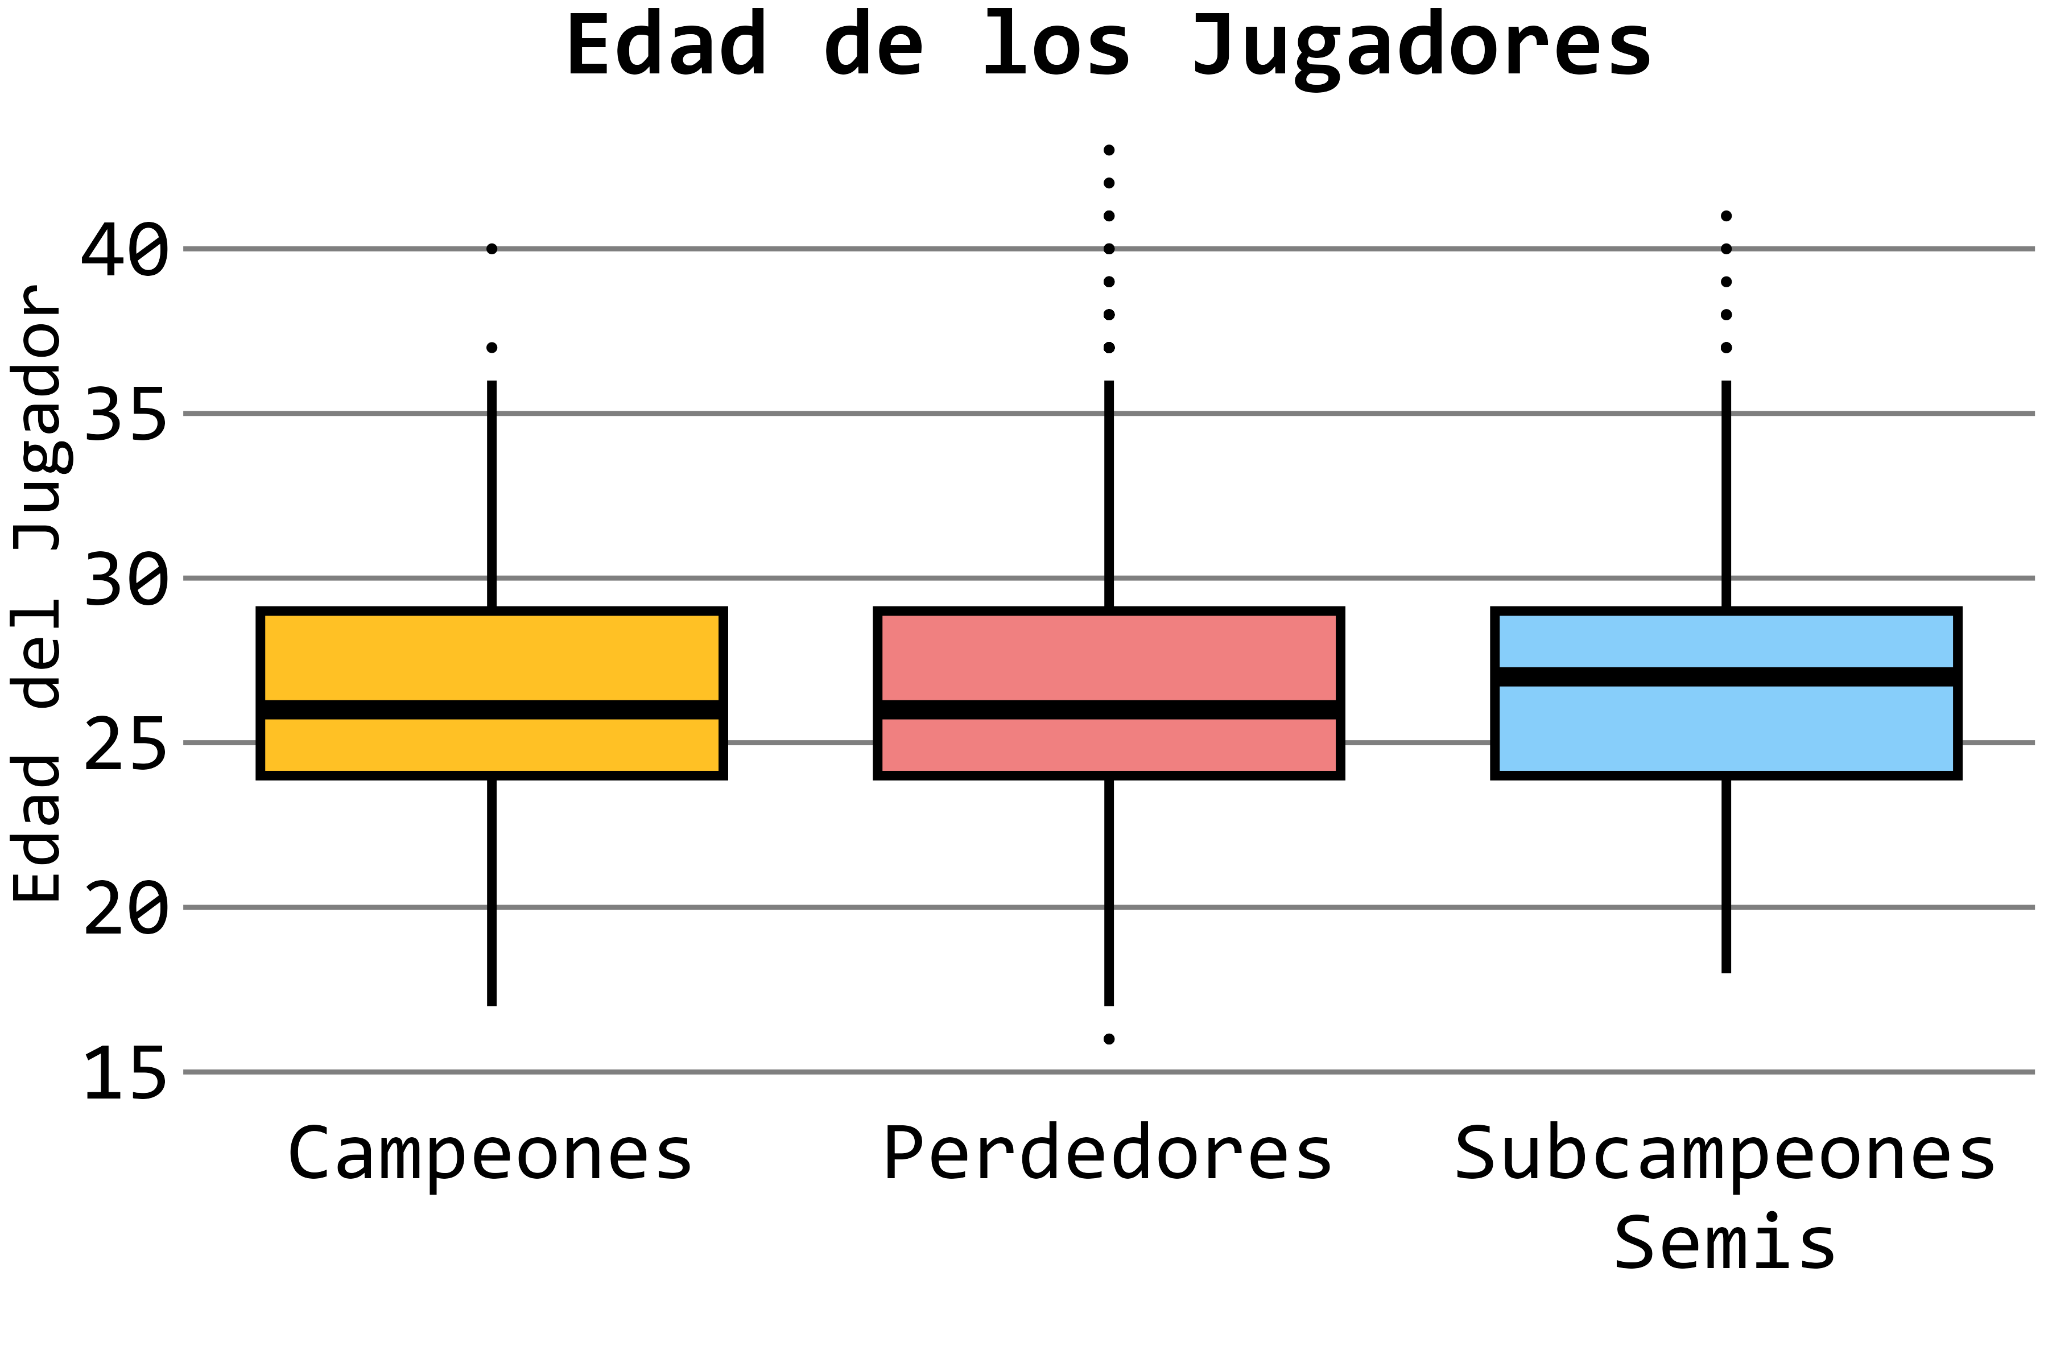 Edad de los Jugadores
Edad del Jugador
40
35
30
25
20
15
Campeones
Perdedores
Subcampeones
Semis